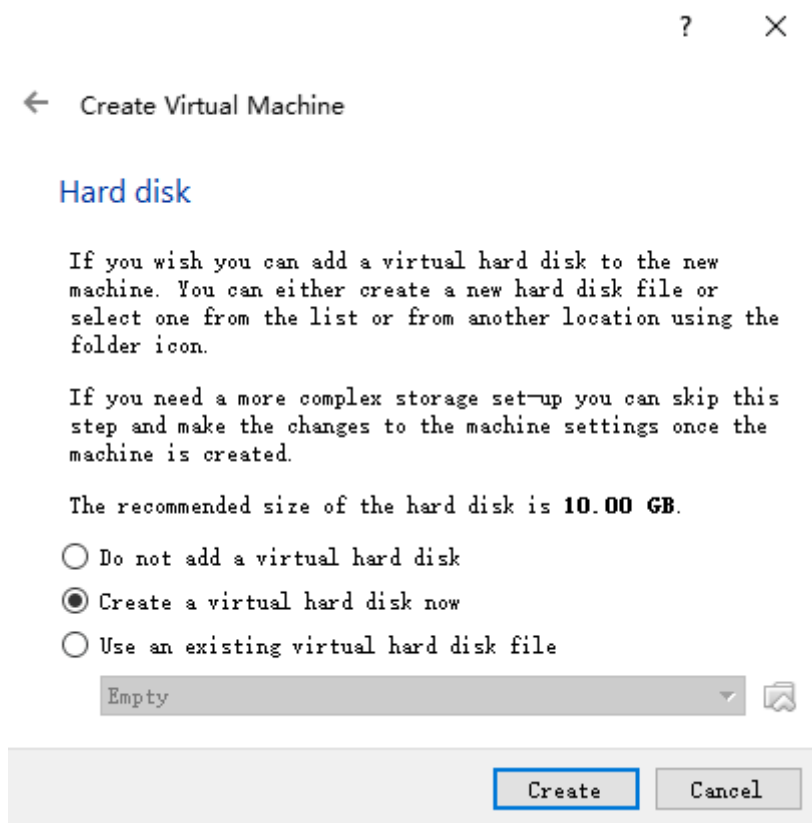 ?
Create Virtual Machine
Hard disk
If you wish you can add a virtual hard disk to the new
machine. You can either create a new hard disk file or
select one from the list or from another location using the
folder icon.
If you need a more complex storage set-up you can skip this
step and make the changes to the machine settings once the
machine is created.
The recommended size of the hard disk is 10.00 GB.
Do not add a virtual hard disk
Create a virtual hard disk now
Use an existing virtual hard disk file
Empty
Create
Cancel